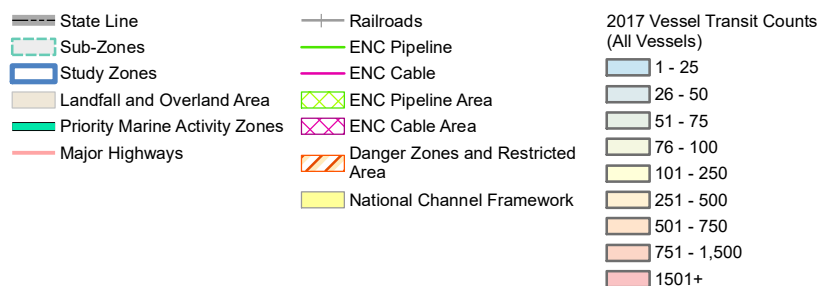 State Line
Sub-Zones
Study Zones
Landfall and Overland Area
Priority Marine Activity Zones
Major Highways
Railroads
ENC Pipeline
ENC Cable
ENC Pipeline Area
ENC Cable Area
Danger Zones and Restricted
Area
National Channel Framework
2017 Vessel Transit Counts
(All Vessels)
1 - 25
26 - 50
51 - 75
76 - 100
101 - 250
251 - 500
501 - 750
751 - 1,500
1501+